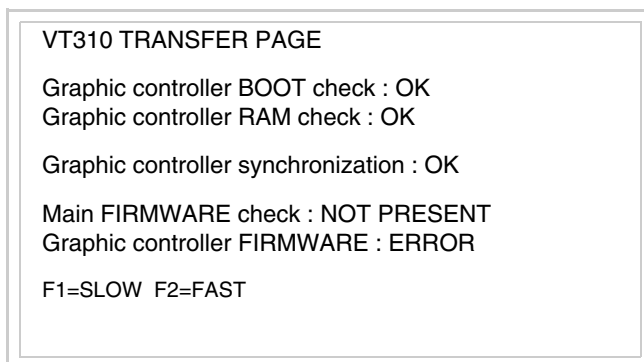 VT310 TRANSFER PAGE
Graphic controller BOOT check : OK
Graphic controller RAM check : OK
Graphic controller synchronization : OK
Main FIRMWARE check : NOT PRESENT
Graphic controller FIRMWARE : ERROR
F1=SLOW F2=FAST